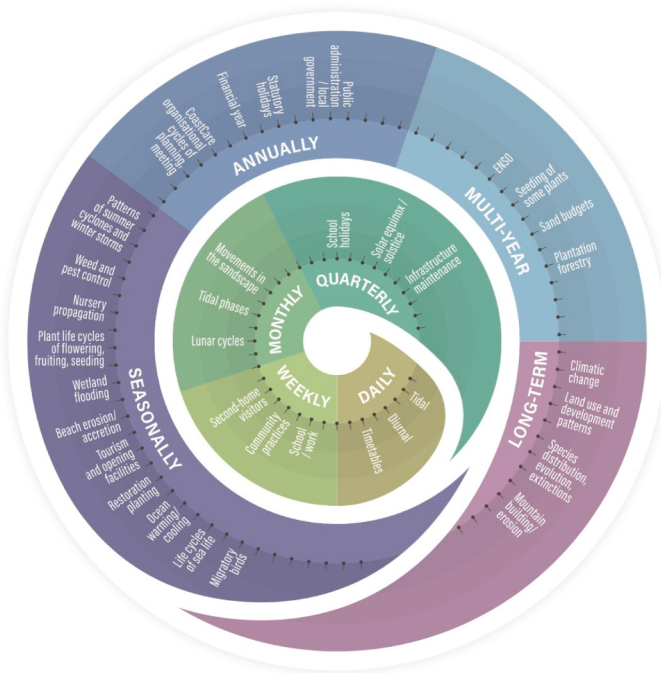 DAILY
Tidal
Diurnal
Timetables
WEEKLY
School
/ work
Community
practices
Second-home
visitors
MONTHLY
Lunar cycles
Tidal phases
Movements in
the sandscape
QUARTERLY
School
holidays
Solar equinox /
solstice
Infrastructure
maintenance
SEASONALLY
Migratory
birds
Life cycles
of sea life
Ocean
warming/
cooling
Restoration
planting
Tourism
and opening
facilities
Beach erosion/
accretion
Wetland
flooding
Plant life cycles
of flowering,
fruiting, seeding
Nursery
propagation
Weed and
pest control
Patterns
of summer
cyclones and
winter storms
ANNUALLY
CoastCare
organisational
cycles of
planning,
meeting
Financial year
Statutory
holidays
Public
administration
/ local
government
MULTI-YEAR
ENSO
Seeding of
some plants
Sand budgets
Plantation
forestry
LONG-TERM
Climatic
change
Land use and
development
patterns
Species
distribution,
evolution,
extinctions
Mountain
building/
erosion